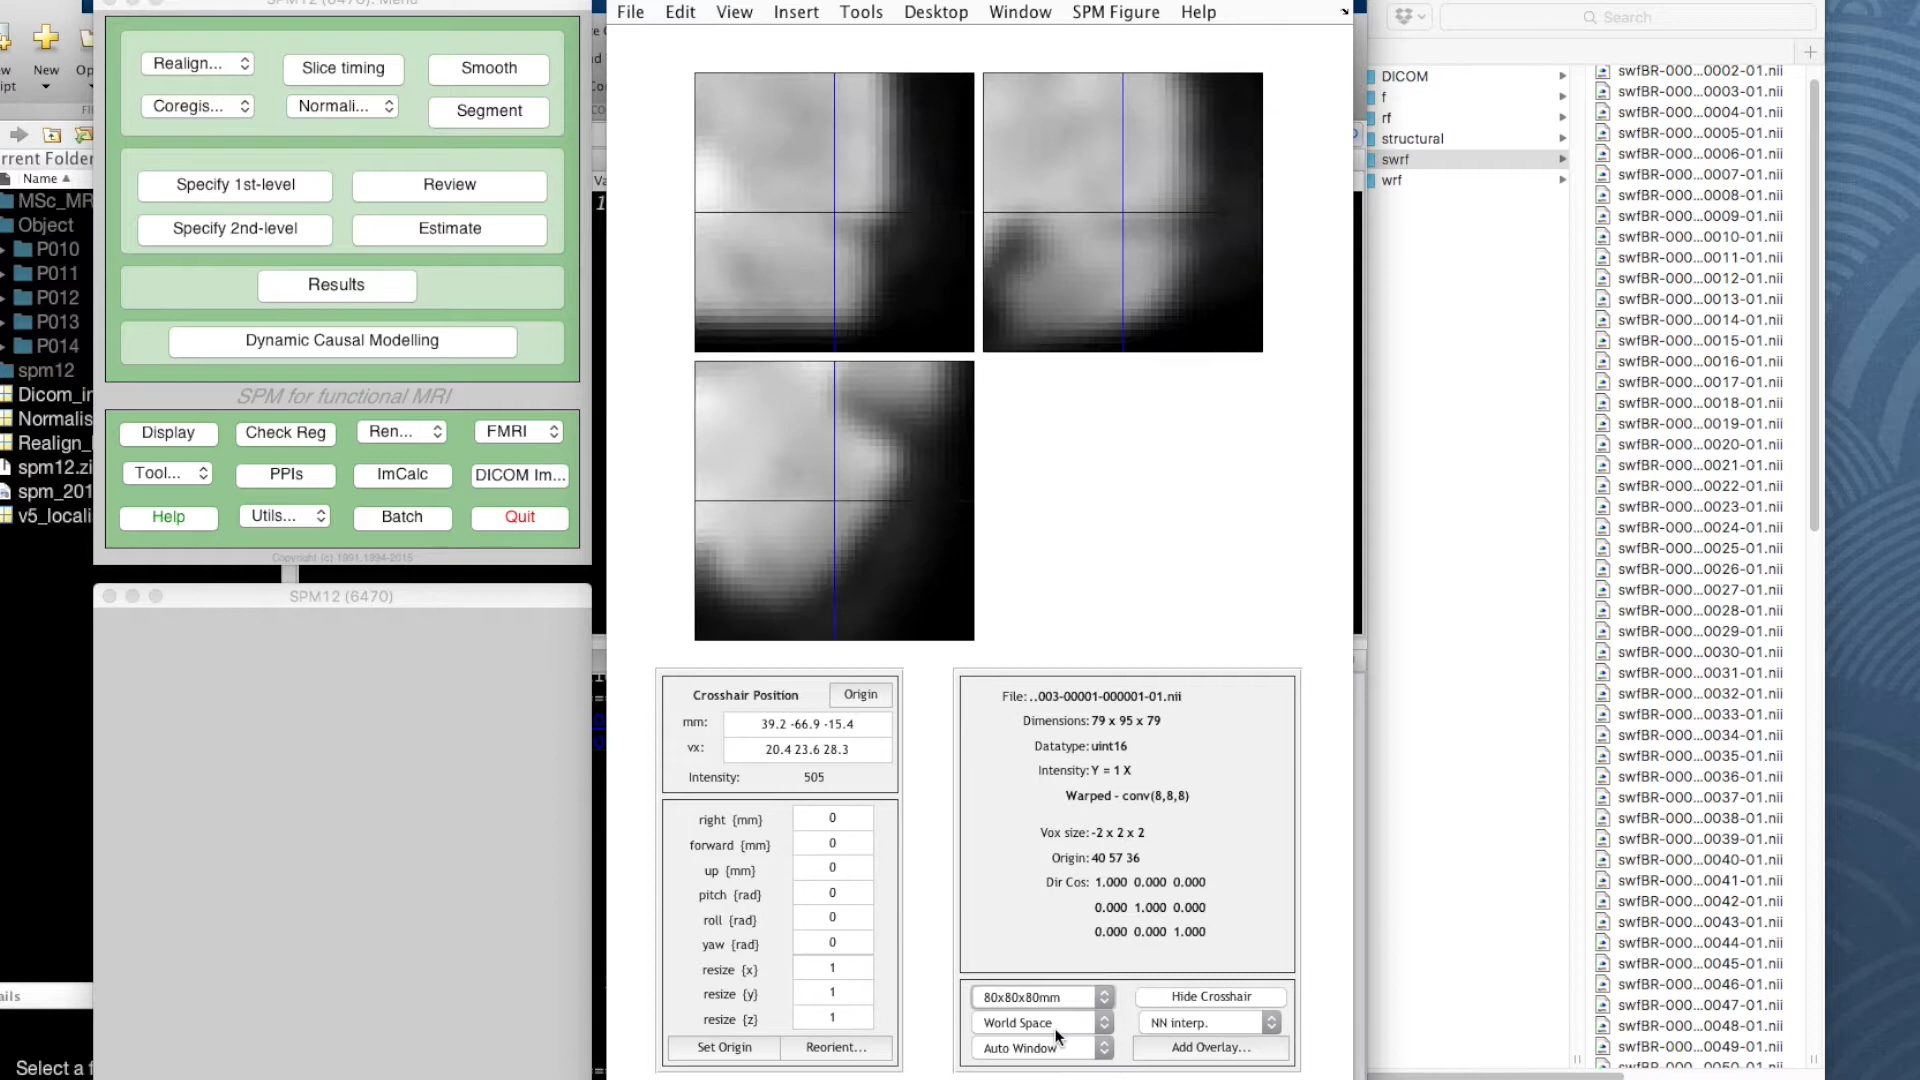 SPM12 (6470): Menu
File Edit View Insert Tools Desktop Window SPM Figure Help
Search
New
Name
MSc_MR
Object
P010
P011
P012
P013
P014
spm12
Dicom_in
Normalis
Realign_
spm12.zi
spm_201
v5_locali
Select a f
Realign... Slice timing Smooth
Coregis... Normali... Segment
Specify 1st-level Review
Specify 2nd-level Estimate
Results
Dynamic Causal Modelling
SPM for functional MRI
Display Check Reg Ren... FMRI
Tool... PPIs ImCalc DICOM Im...
Help Utils... Batch Quit
Copyright (c) 1991,1994-2015
SPM12 (6470)
Crosshair Position Origin
mm: 39.2 -66.9 -15.4
vx: 20.4 23.6 28.3
Intensity: 505
right {mm} 0
forward {mm} 0
up {mm} 0
pitch {rad} 0
roll {rad} 0
yaw {rad} 0
resize {x} 1
resize {y} 1
resize {z} 1
Set Origin Reorient...
File: ..003-00001-000001-01.nii
Dimensions: 79 x 95 x 79
Datatype: uint16
Intensity: Y = 1 X
Warped - conv(8,8,8)
Vox size: -2 x 2 x 2
Origin: 40 57 36
Dir Cos: 1.000 0.000 0.000
0.000 1.000 0.000
0.000 0.000 1.000
80x80x80mm Hide Crosshair
World Space NN interp.
Auto Window Add Overlay...
DICOM
f
rf
structural
swrf
wrf
swfBR-000...0002-01.nii
swfBR-000...0003-01.nii
swfBR-000...0004-01.nii
swfBR-000...0005-01.nii
swfBR-000...0006-01.nii
swfBR-000...0007-01.nii
swfBR-000...0008-01.nii
swfBR-000...0009-01.nii
swfBR-000...0010-01.nii
swfBR-000...0011-01.nii
swfBR-000...0012-01.nii
swfBR-000...0013-01.nii
swfBR-000...0014-01.nii
swfBR-000...0015-01.nii
swfBR-000...0016-01.nii
swfBR-000...0017-01.nii
swfBR-000...0018-01.nii
swfBR-000...0019-01.nii
swfBR-000...0020-01.nii
swfBR-000...0021-01.nii
swfBR-000...0022-01.nii
swfBR-000...0023-01.nii
swfBR-000...0024-01.nii
swfBR-000...0025-01.nii
swfBR-000...0026-01.nii
swfBR-000...0027-01.nii
swfBR-000...0028-01.nii
swfBR-000...0029-01.nii
swfBR-000...0030-01.nii
swfBR-000...0031-01.nii
swfBR-000...0032-01.nii
swfBR-000...0033-01.nii
swfBR-000...0034-01.nii
swfBR-000...0035-01.nii
swfBR-000...0036-01.nii
swfBR-000...0037-01.nii
swfBR-000...0038-01.nii
swfBR-000...0039-01.nii
swfBR-000...0040-01.nii
swfBR-000...0041-01.nii
swfBR-000...0042-01.nii
swfBR-000...0043-01.nii
swfBR-000...0044-01.nii
swfBR-000...0045-01.nii
swfBR-000...0046-01.nii
swfBR-000...0047-01.nii
swfBR-000...0048-01.nii
swfBR-000...0049-01.nii
swfBR-000...0050-01.nii